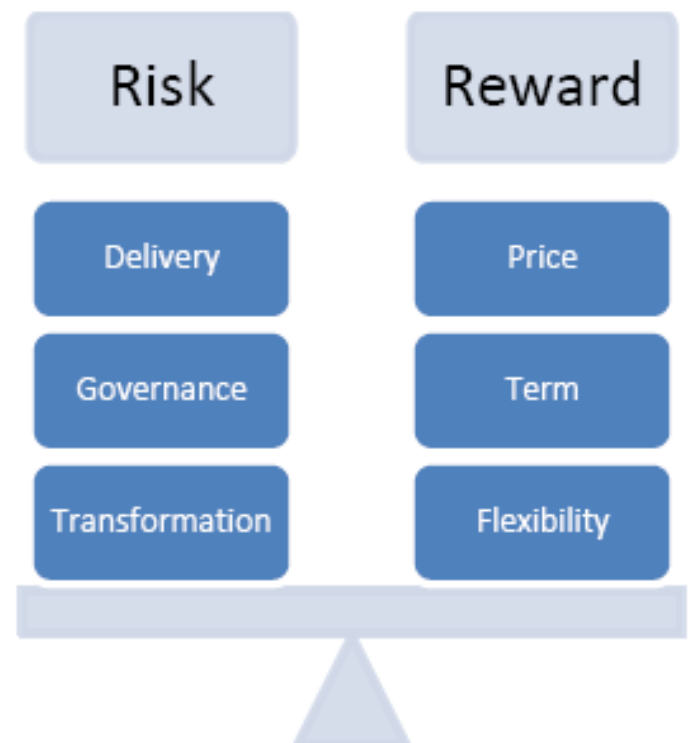 Risk
Reward
Delivery
Price
Governance
Term
Transformation
Flexibility